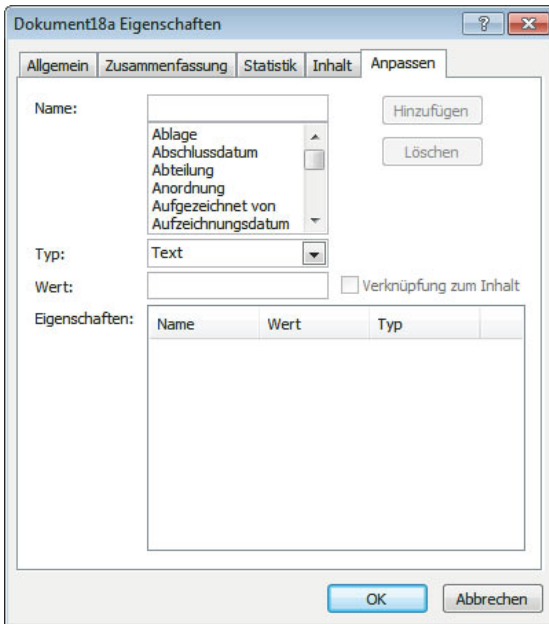 Dokument18a Eigenschaften
Allgemein Zusammenfassung Statistik Inhalt Anpassen
Name:
Hinzufügen
Ablage
Abschlussdatum
Löschen
Abteilung
Anordnung
Aufgezeichnet von
Aufzeichnungsdatum
Typ: Text
Wert: Verknüpfung zum Inhalt
Eigenschaften: Name Wert Typ
OK Abbrechen